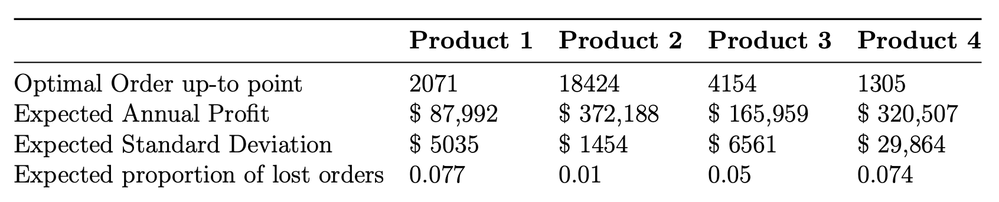 Product 1 Product 2 Product 3 Product 4
Optimal Order up-to point 2071 18424 4154 1305
Expected Annual Profit $ 87,992 $ 372,188 $ 165,959 $ 320,507
Expected Standard Deviation $ 5035 $ 1454 $ 6561 $ 29,864
Expected proportion of lost orders 0.077 0.01 0.05 0.074